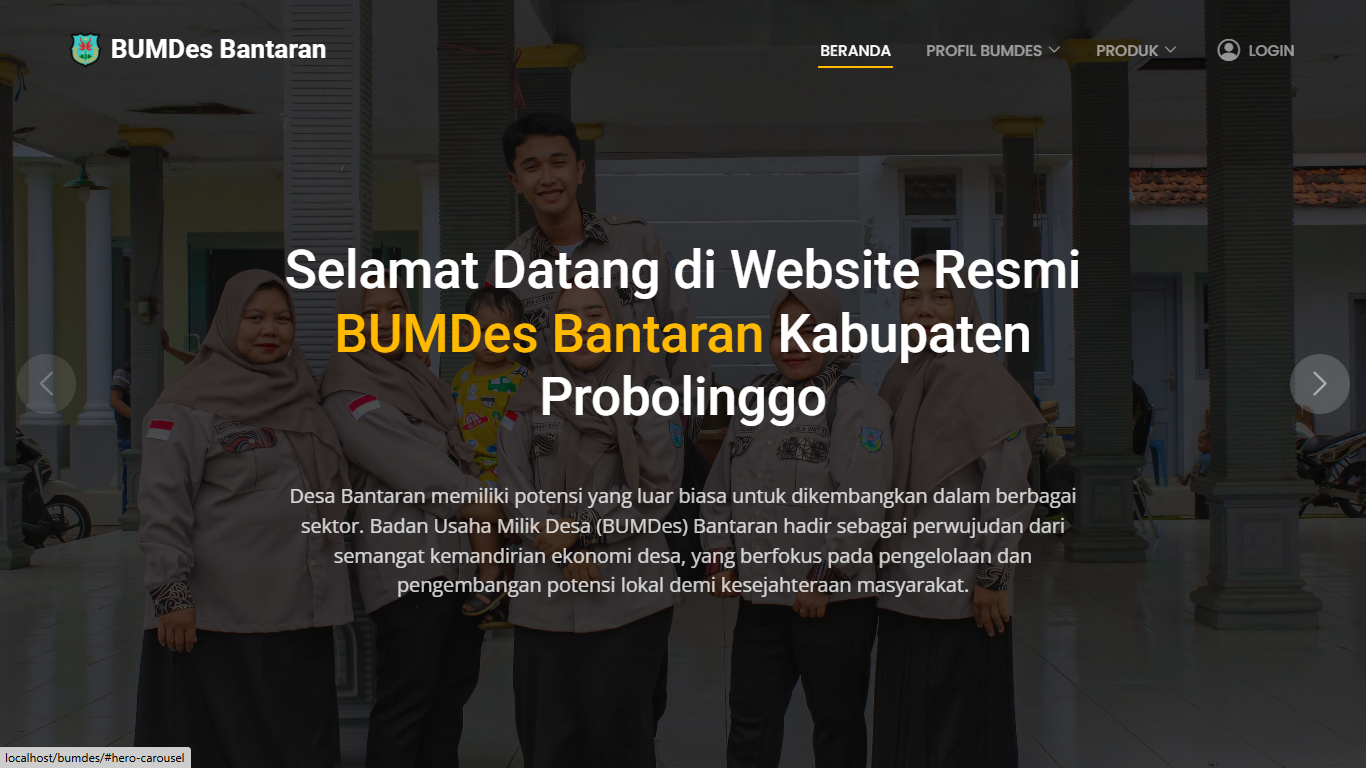 BUMDes Bantaran
BERANDA
PROFIL BUMDES
PRODUK
LOGIN
Selamat Datang di Website Resmi
BUMDes Bantaran Kabupaten
Probolinggo
Desa Bantaran memiliki potensi yang luar biasa untuk dikembangkan dalam berbagai
sektor. Badan Usaha Milik Desa (BUMDes) Bantaran hadir sebagai perwujudan dari
semangat kemandirian ekonomi desa, yang berfokus pada pengelolaan dan
pengembangan potensi lokal demi kesejahteraan masyarakat.
localhost/bumdes/#hero-carousel